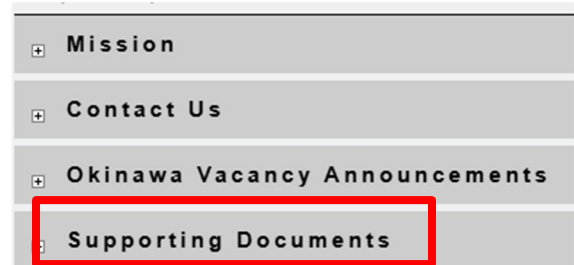 Mission
Contact Us
Okinawa Vacancy Announcements
Supporting Documents